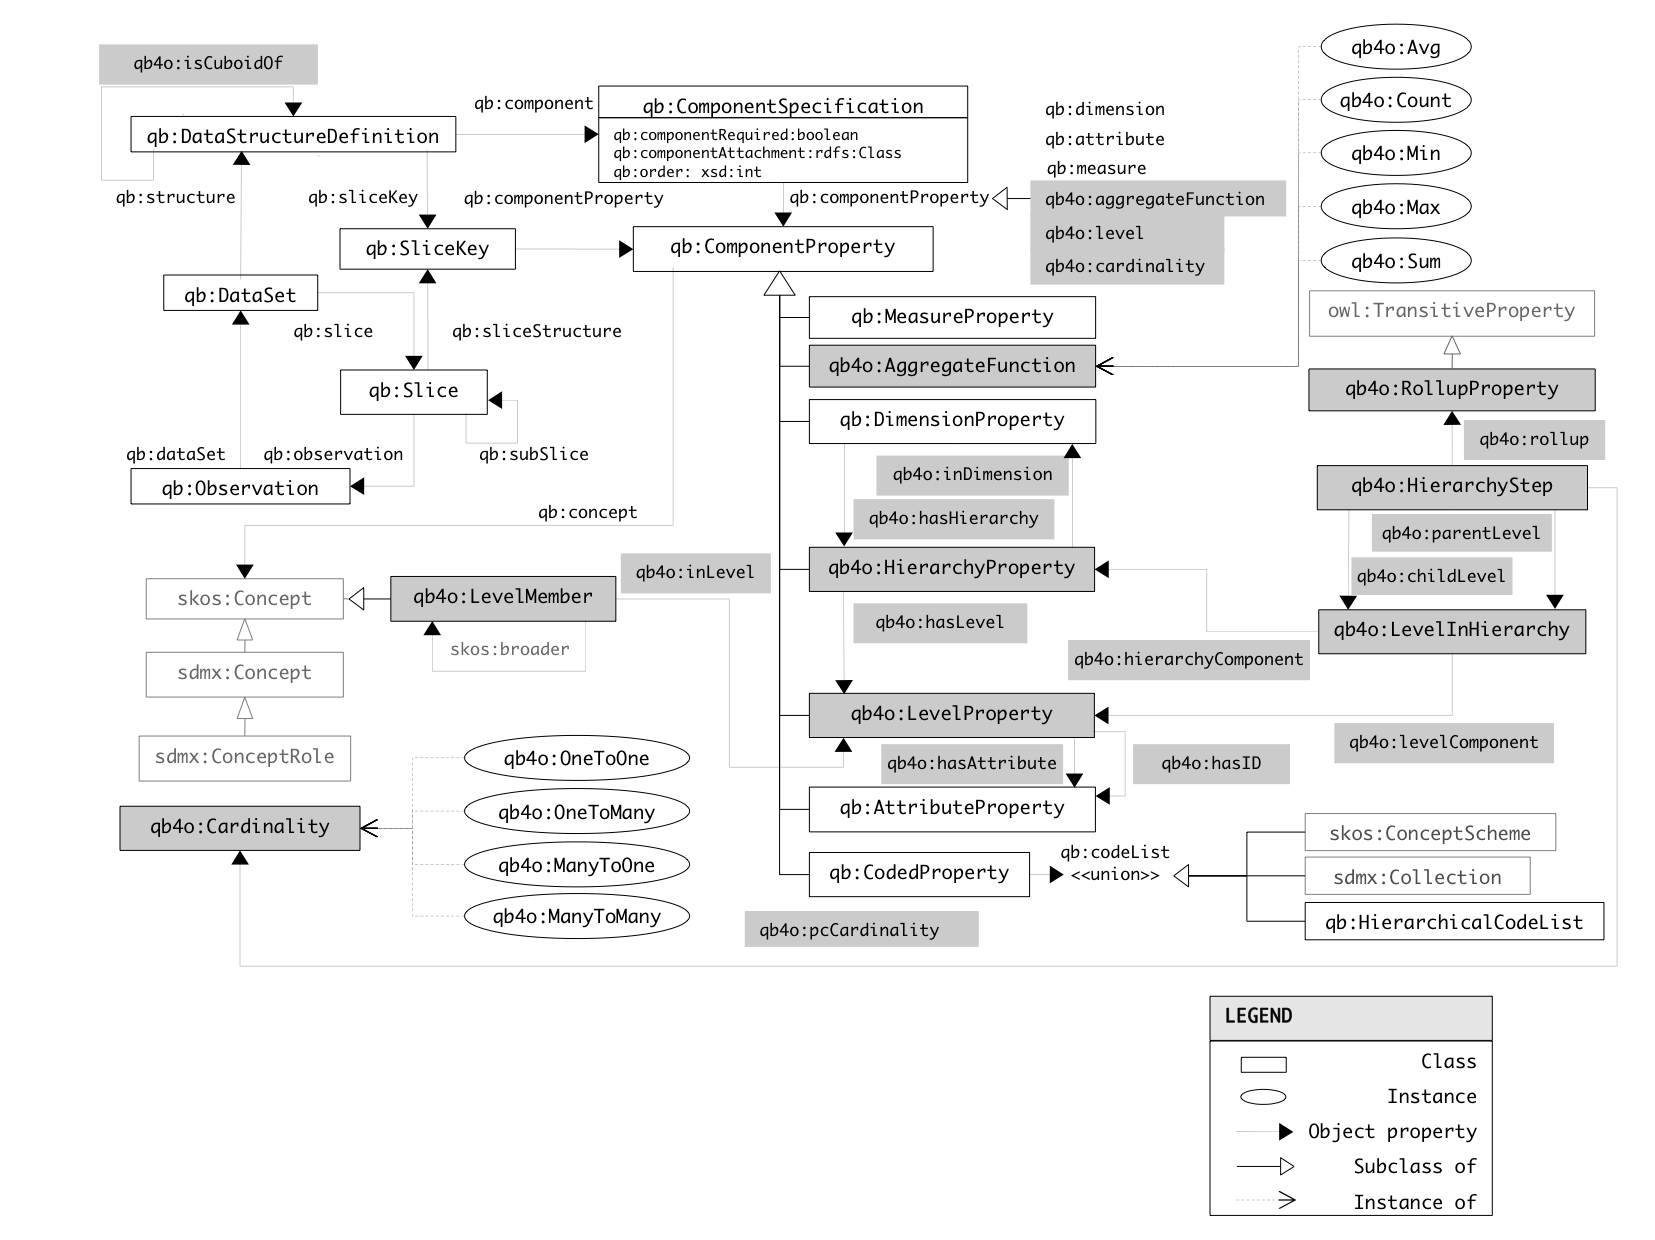 qb4o:isCuboidOf
qb:DataStructureDefinition
qb:component
qb:ComponentSpecification
qb:componentRequired:boolean
qb:componentAttachment:rdfs:Class
qb:order: xsd:int
qb:dimension
qb:attribute
qb:measure
qb4o:aggregateFunction
qb4o:level
qb4o:cardinality
qb4o:Avg
qb4o:Count
qb4o:Min
qb4o:Max
qb4o:Sum
qb:structure
qb:sliceKey
qb:componentProperty
qb:componentProperty
qb:SliceKey
qb:ComponentProperty
qb:DataSet
qb:slice
qb:sliceStructure
qb:Slice
qb:subSlice
qb:dataSet
qb:observation
qb:Observation
qb:concept
qb:MeasureProperty
qb4o:AggregateFunction
qb:DimensionProperty
qb4o:inDimension
qb4o:hasHierarchy
qb4o:HierarchyProperty
qb4o:hasLevel
qb4o:LevelProperty
qb4o:hasAttribute
qb4o:hasID
qb:AttributeProperty
qb:CodedProperty
qb:codeList
<<union>>
owl:TransitiveProperty
qb4o:RollupProperty
qb4o:rollup
qb4o:HierarchyStep
qb4o:parentLevel
qb4o:childLevel
qb4o:LevelInHierarchy
qb4o:hierarchyComponent
qb4o:levelComponent
skos:ConceptScheme
sdmx:Collection
qb:HierarchicalCodeList
skos:Concept
qb4o:LevelMember
qb4o:inLevel
skos:broader
sdmx:Concept
sdmx:ConceptRole
qb4o:Cardinality
qb4o:OneToOne
qb4o:OneToMany
qb4o:ManyToOne
qb4o:ManyToMany
qb4o:pcCardinality
LEGEND
Class
Instance
Object property
Subclass of
Instance of